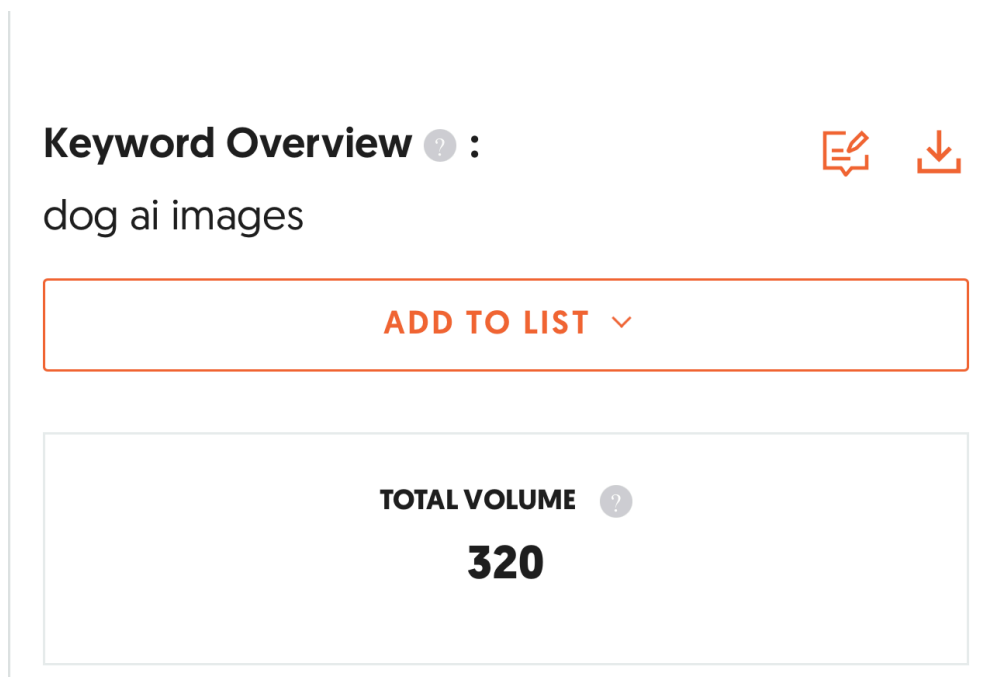 Keyword Overview ? :
dog ai images
ADD TO LIST
TOTAL VOLUME ?
320